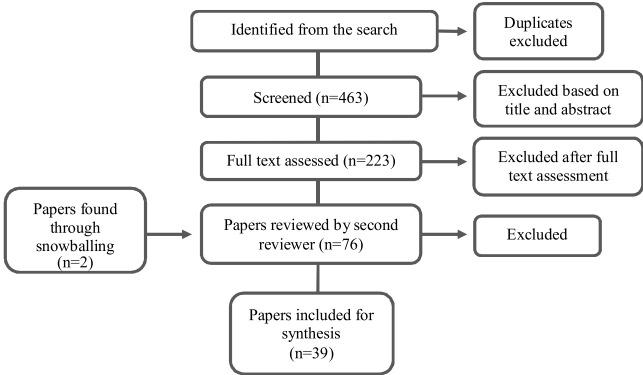 Identified from the search
Duplicates
excluded
Screened (n=463)
Excluded based on
title and abstract
Full text assessed (n=223)
Excluded after full
text assessment
Papers found
through
snowballing
(n=2)
Papers reviewed by second
reviewer (n=76)
Excluded
Papers included for
synthesis
(n=39)